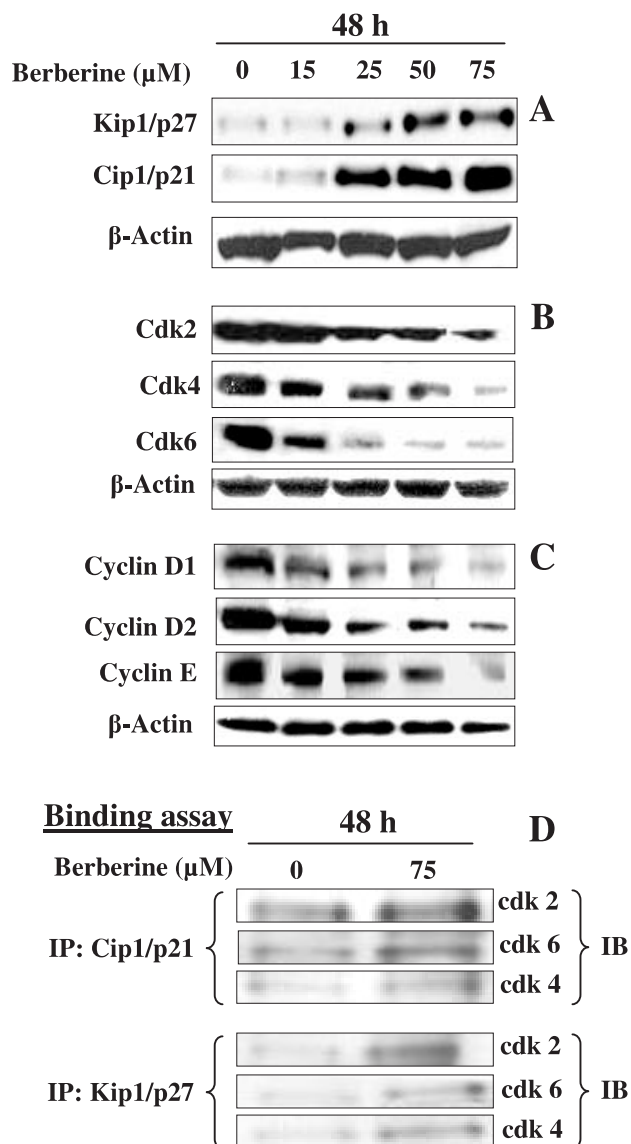 48 h
Berberine (µM) 0 15 25 50 75
Kip1/p27 A
Cip1/p21
β-Actin
Cdk2 B
Cdk4
Cdk6
β-Actin
Cyclin D1 C
Cyclin D2
Cyclin E
β-Actin
Binding assay 48 h D
Berberine (µM) 0 75
cdk 2
IP: Cip1/p21 cdk 6 IB
cdk 4
cdk 2
IP: Kip1/p27 cdk 6 IB
cdk 4